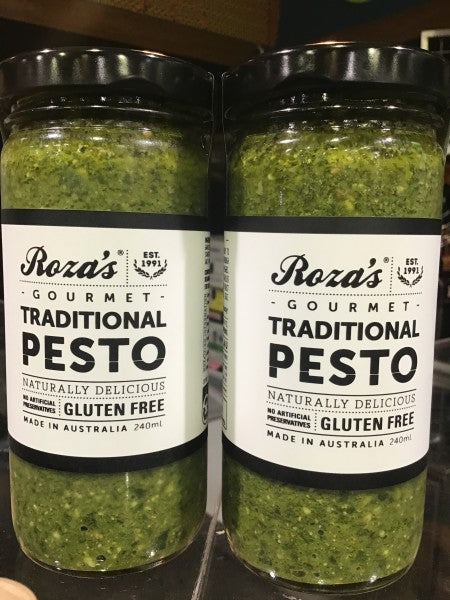 Roza's® EST. 1991
- GOURMET -
TRADITIONAL
PESTO
NATURALLY DELICIOUS
NO ARTIFICIAL PRESERVATIVES GLUTEN FREE
MADE IN AUSTRALIA 240mL
Roza's® EST. 1991
- GOURMET -
TRADITIONAL
PESTO
NATURALLY DELICIOUS
NO ARTIFICIAL PRESERVATIVES GLUTEN FREE
MADE IN AUSTRALIA 240mL